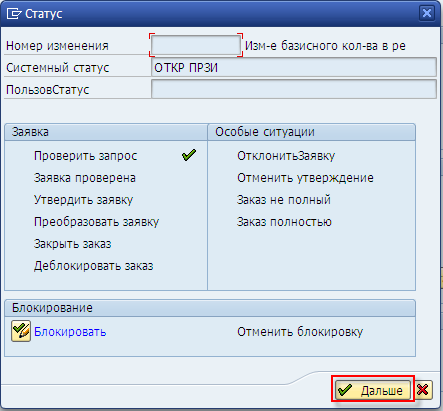 Статус
Номер изменения Изм-е базисного кол-ва в ре
Системный статус ОТКР ПРЗИ
ПользовСтатус
Заявка Особые ситуации
Проверить запрос ОтклонитьЗаявку
Заявка проверена Отменить утверждение
Утвердить заявку Заказ не полный
Преобразовать заявку Заказ полностью
Закрыть заказ
Деблокировать заказ
Блокирование
Блокировать Отменить блокировку
Дальше